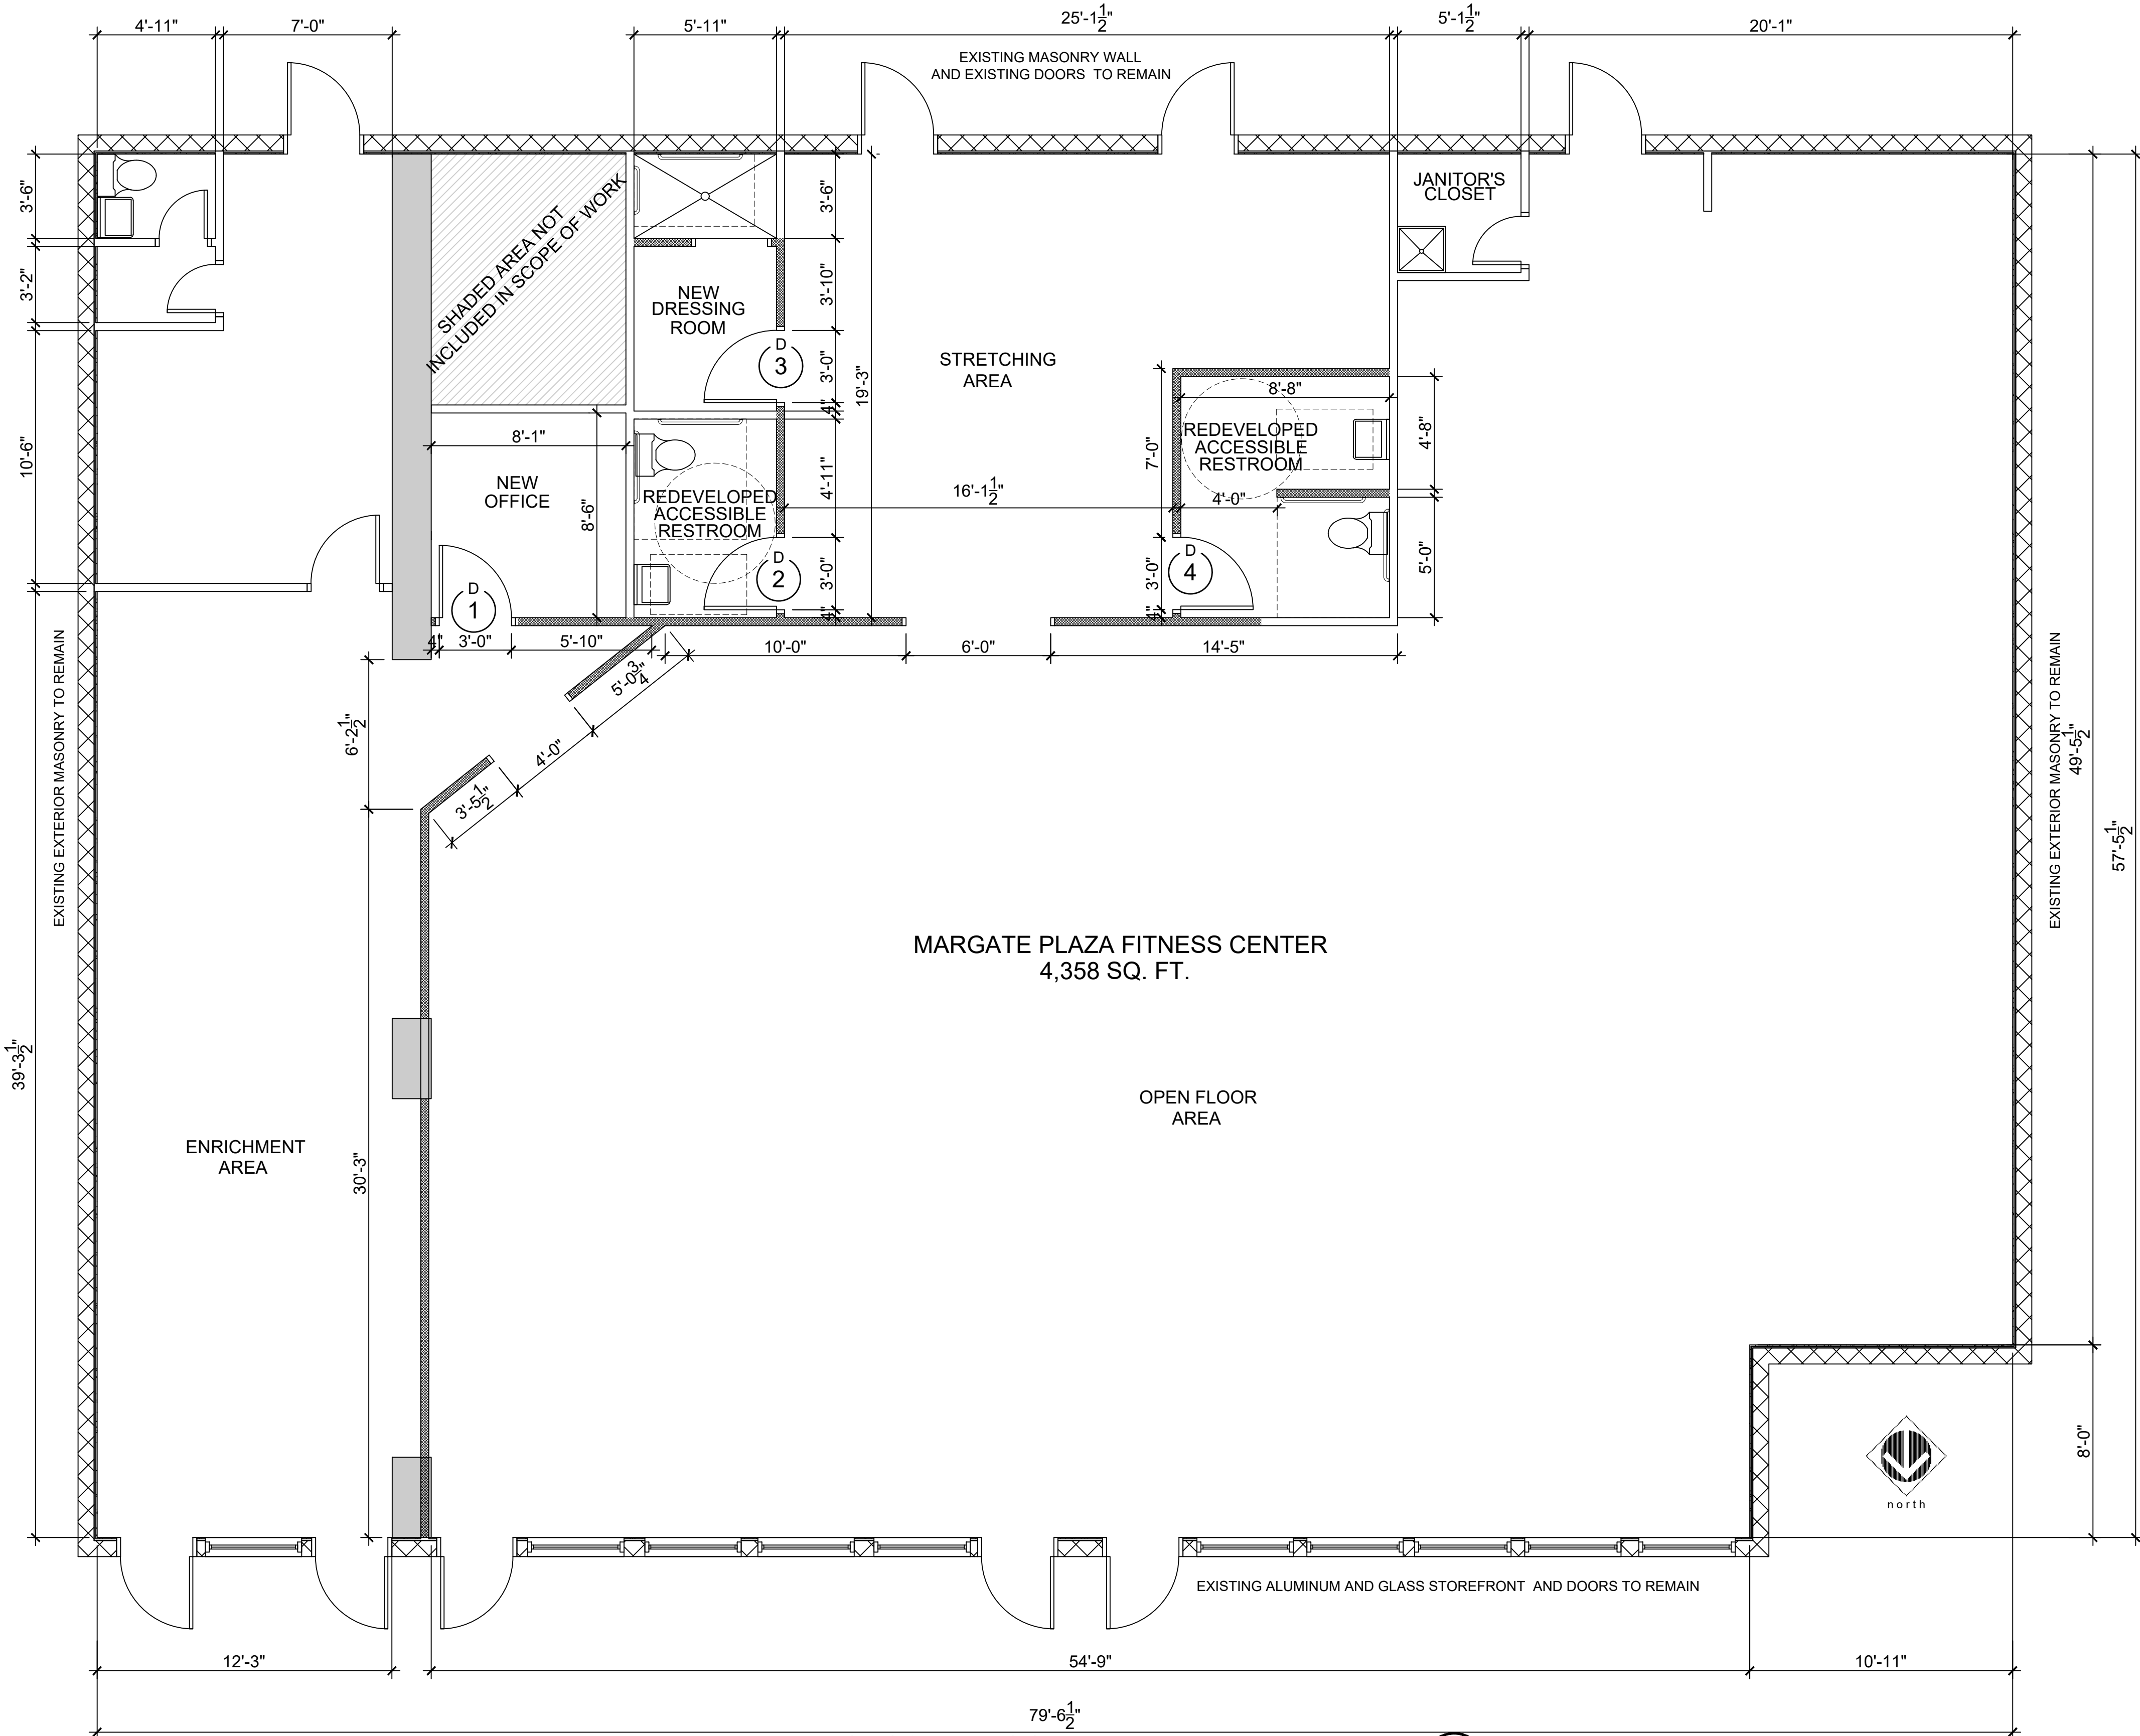 4'-11"
7'-0"
5'-11"
25'-1 1/2"
5'-1 1/2"
20'-1"
EXISTING MASONRY WALL
AND EXISTING DOORS TO REMAIN
3'-6"
3'-2"
10'-6"
39'-3 1/2"
EXISTING EXTERIOR MASONRY TO REMAIN
SHADED AREA NOT
INCLUDED IN SCOPE OF WORK
NEW
DRESSING
ROOM
D
3
3'-6"
3'-10"
3'-0"
4"
4'-11"
3'-0"
4"
19'-3"
STRETCHING
AREA
JANITOR'S
CLOSET
8'-1"
NEW
OFFICE
8'-6"
REDEVELOPED
ACCESSIBLE
RESTROOM
D
2
D
1
16'-1 1/2"
7'-0"
3'-0"
4"
8'-8"
REDEVELOPED
ACCESSIBLE
RESTROOM
4'-0"
D
4
4'-8"
5'-0"
4"
3'-0"
5'-10"
10'-0"
6'-0"
14'-5"
5'-0 3/4"
4'-0"
3'-5 1/2"
6'-2 1/2"
30'-3"
MARGATE PLAZA FITNESS CENTER
4,358 SQ. FT.
OPEN FLOOR
AREA
ENRICHMENT
AREA
EXISTING EXTERIOR MASONRY TO REMAIN
49'-5 1/2"
57'-5 1/2"
8'-0"
north
EXISTING ALUMINUM AND GLASS STOREFRONT AND DOORS TO REMAIN
12'-3"
54'-9"
10'-11"
79'-6 1/2"